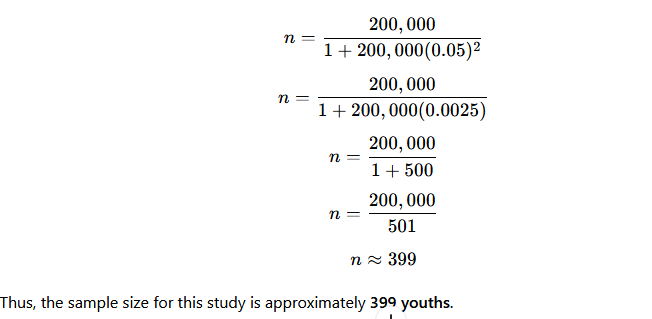 n = 200,000 / 1 + 200,000(0.05)²
n = 200,000 / 1 + 200,000(0.0025)
n = 200,000 / 1 + 500
n = 200,000 / 501
n ≈ 399
Thus, the sample size for this study is approximately 399 youths.